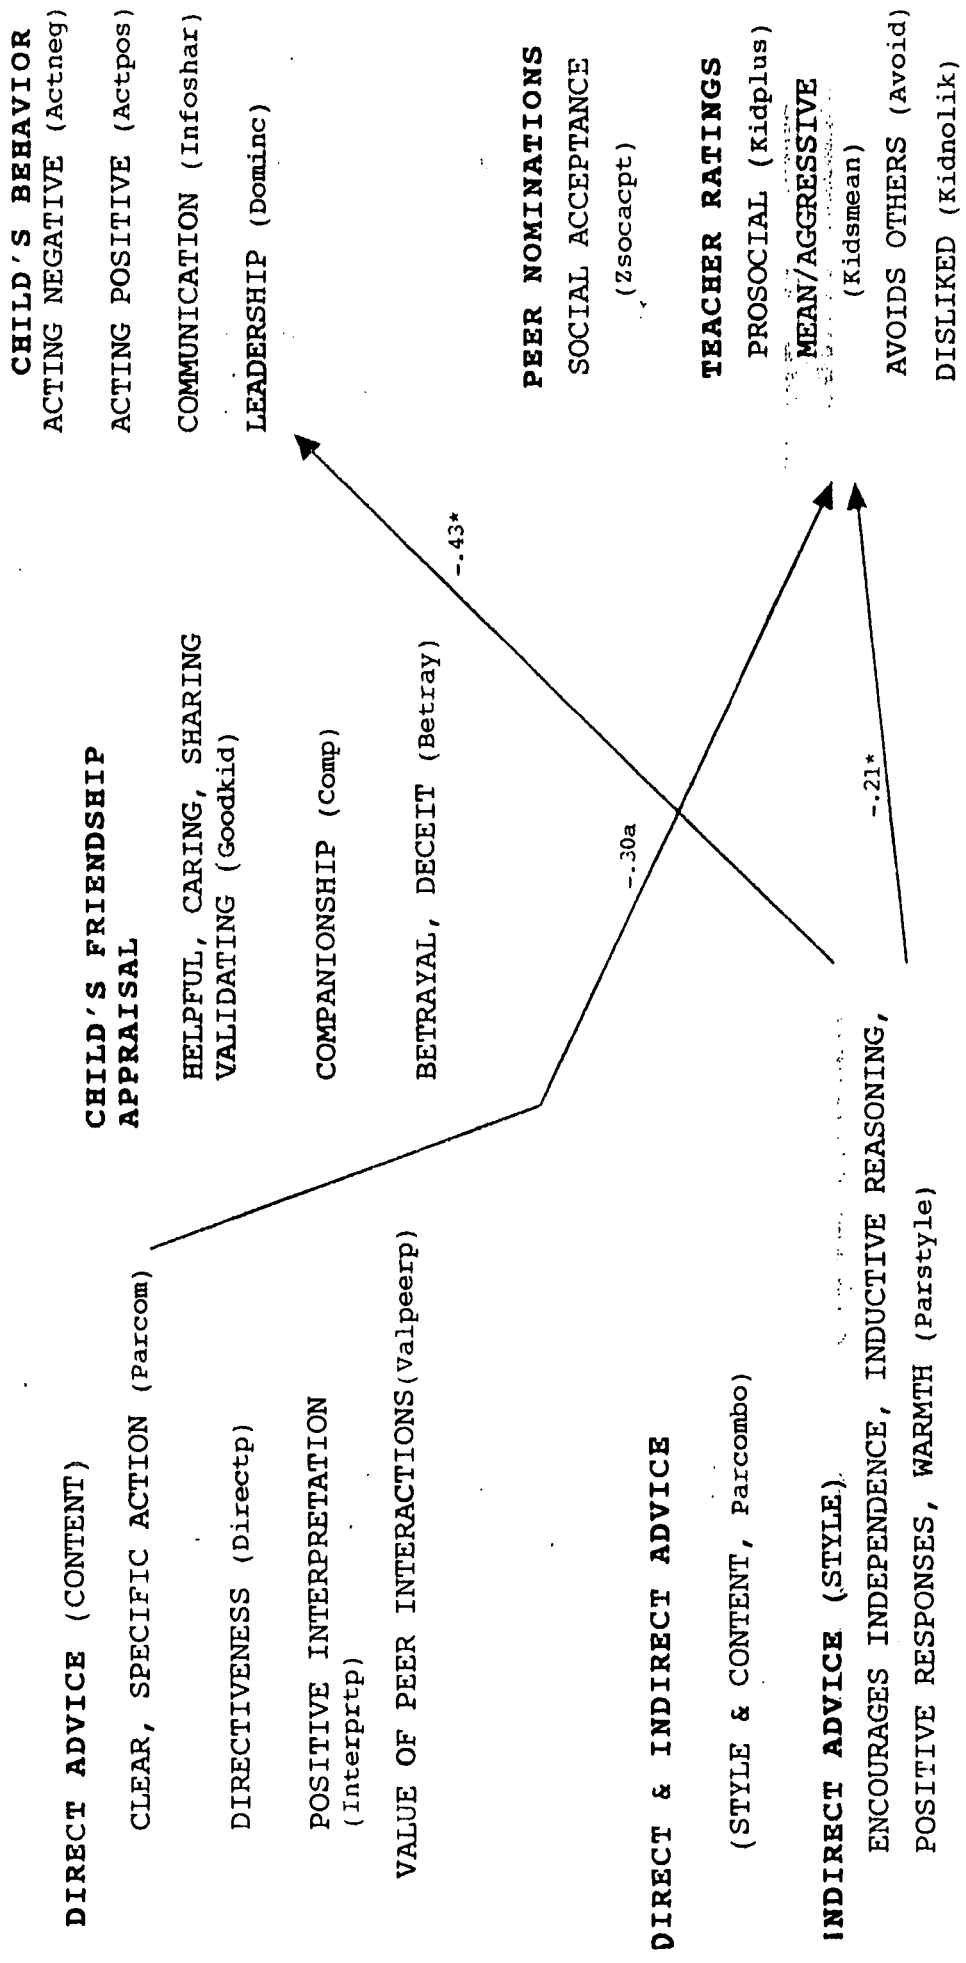 DIRECT ADVICE (CONTENT)
CLEAR, SPECIFIC ACTION (Parcom)
DIRECTIVENESS (Directp)
POSITIVE INTERPRETATION
(Interprtp)
VALUE OF PEER INTERACTIONS(Valpeerp)
DIRECT & INDIRECT ADVICE
(STYLE & CONTENT, Parcombo)
INDIRECT ADVICE (STYLE)
ENCOURAGES INDEPENDENCE, INDUCTIVE REASONING,
POSITIVE RESPONSES, WARMTH (Parstyle)
CHILD'S FRIENDSHIP
APPRAISAL
HELPFUL, CARING, SHARING
VALIDATING (Goodkid)
COMPANIONSHIP (Comp)
BETRAYAL, DECEIT (Betray)
-.43*
-.30a
-.21*
CHILD'S BEHAVIOR
ACTING NEGATIVE (Actneg)
ACTING POSITIVE (Actpos)
COMMUNICATION (Infoshar)
LEADERSHIP (Dominc)
PEER NOMINATIONS
SOCIAL ACCEPTANCE
(Zsocacpt)
TEACHER RATINGS
PROSOCIAL (Kidplus)
MEAN/AGGRESSIVE
(Kidsmean)
AVOIDS OTHERS (Avoid)
DISLIKED (Kidnolik)